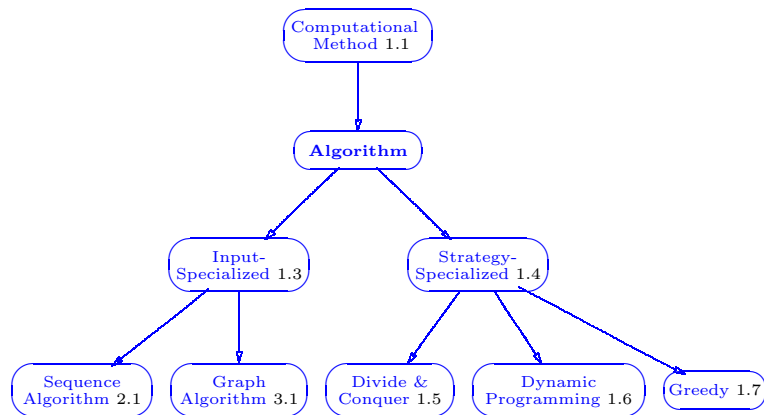 Computational
Method 1.1
Algorithm
Input-
Specialized 1.3
Strategy-
Specialized 1.4
Sequence
Algorithm 2.1
Graph
Algorithm 3.1
Divide &
Conquer 1.5
Dynamic
Programming 1.6
Greedy 1.7